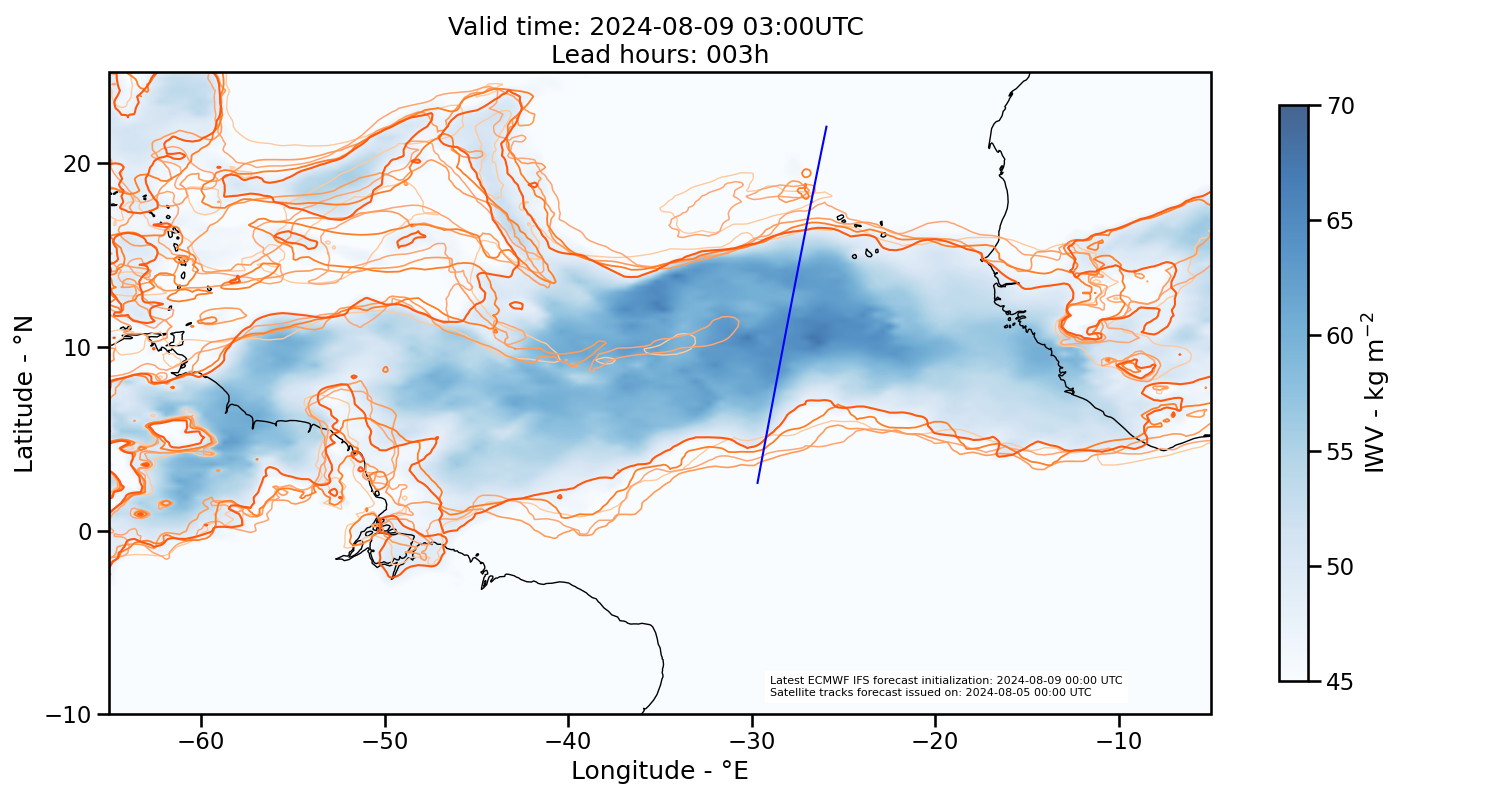 Valid time: 2024-08-09 03:00UTC
Lead hours: 003h
20
10
0
−10
Latitude - °N
−60
−50
−40
−30
−20
−10
Longitude - °E
Latest ECMWF IFS forecast initialization: 2024-08-09 00:00 UTC
Satellite tracks forecast issued on: 2024-08-05 00:00 UTC
70
65
60
55
50
45
IWV - kg m⁻²